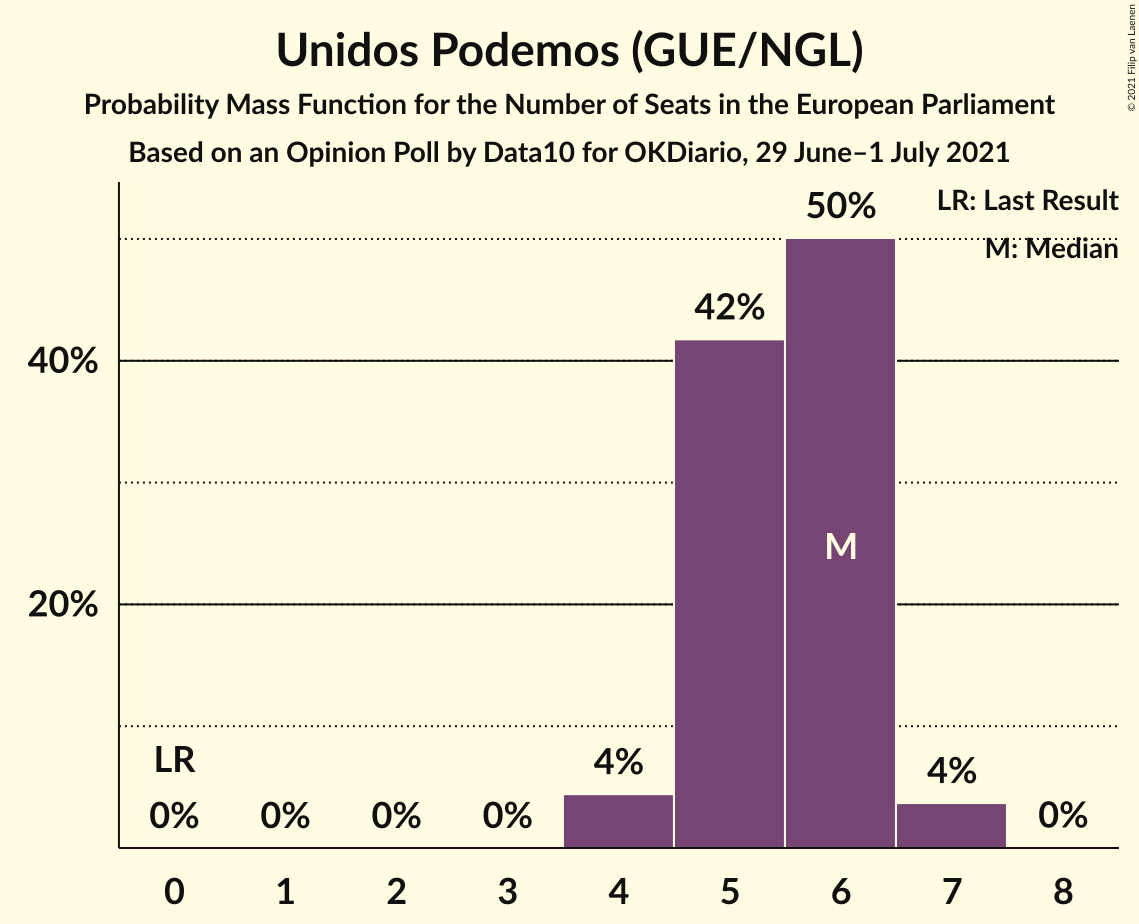 Unidos Podemos (GUE/NGL)
Probability Mass Function for the Number of Seats in the European Parliament
Based on an Opinion Poll by Data10 for OKDiario, 29 June–1 July 2021
© 2021 Filip van Laenen
LR: Last Result
M: Median
50%
42%
40%
M
20%
LR
4%
4%
0%
0%
0%
0%
0%
0 1 2 3 4 5 6 7 8